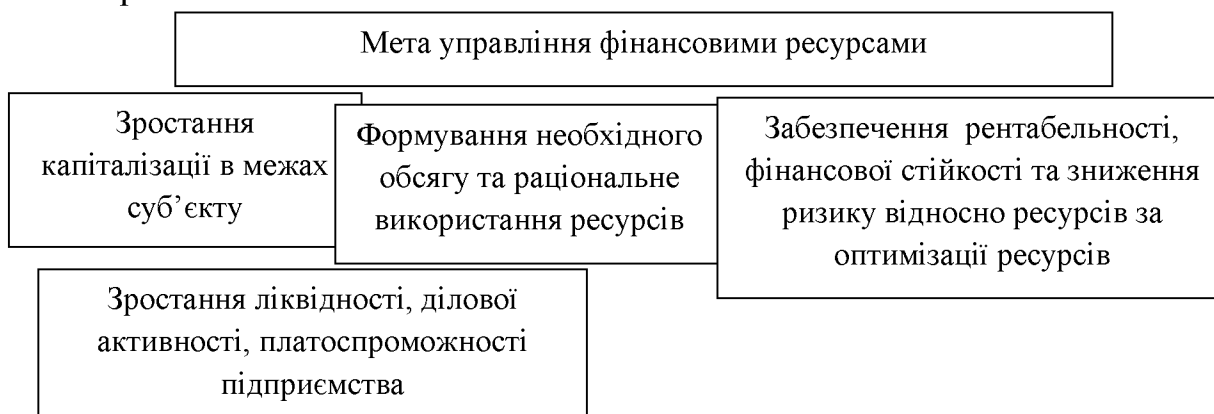 Мета управління фінансовими ресурсами
Зростання
капіталізації в межах
суб’єкту
Формування необхідного
обсягу та раціональне
використання ресурсів
Забезпечення рентабельності,
фінансової стійкості та зниження
ризику відносно ресурсів за
оптимізації ресурсів
Зростання ліквідності, ділової
активності, платоспроможності
підприємства